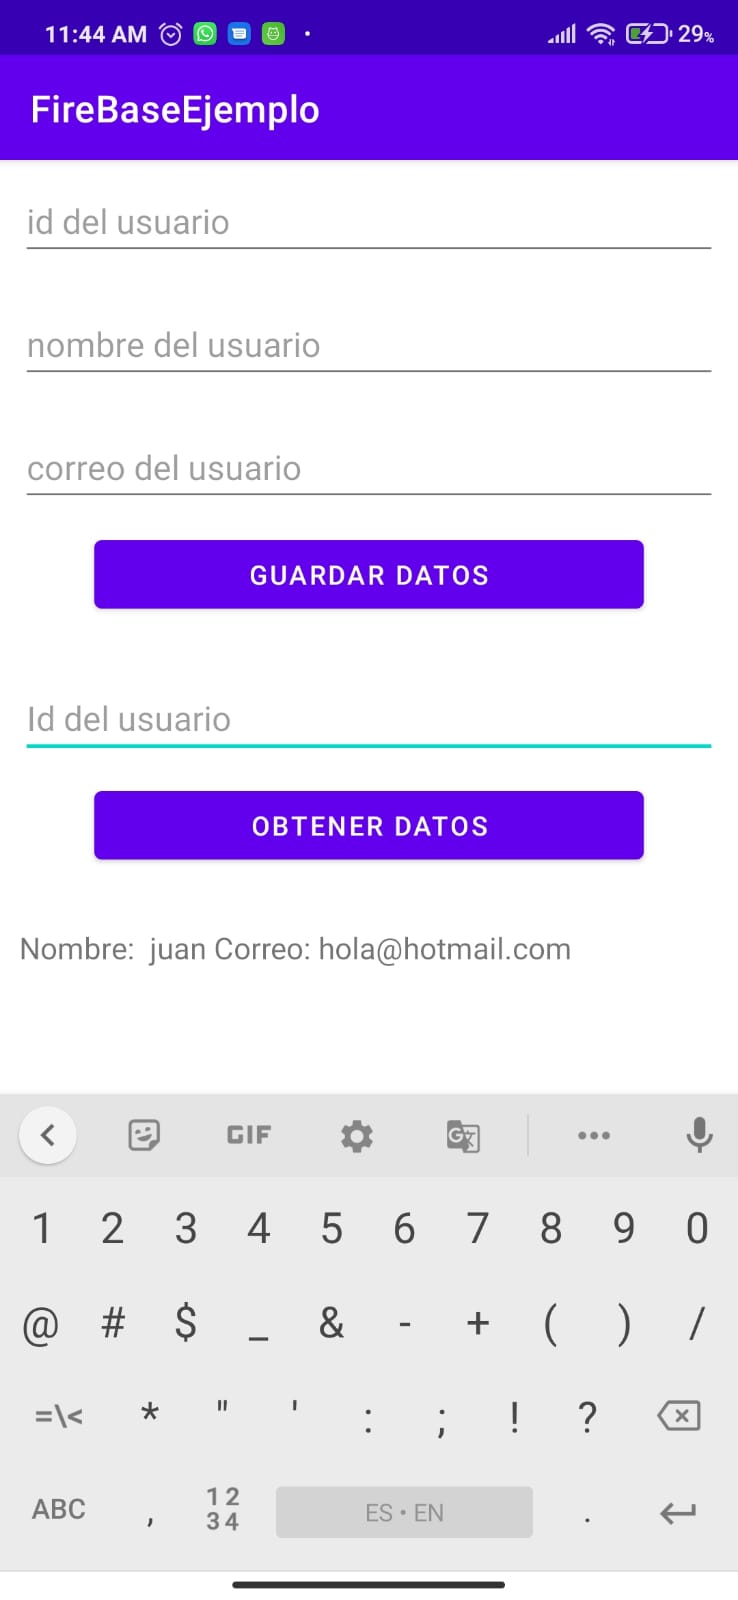 11:44 AM 29%
FireBaseEjemplo
id del usuario
nombre del usuario
correo del usuario
GUARDAR DATOS
Id del usuario
OBTENER DATOS
Nombre:  juan Correo: hola@hotmail.com
GIF G文
1 2 3 4 5 6 7 8 9 0
@ # $ _ & - + ( ) /
=\< * " ' : ; ! ?
ABC , 12 34 ES • EN .